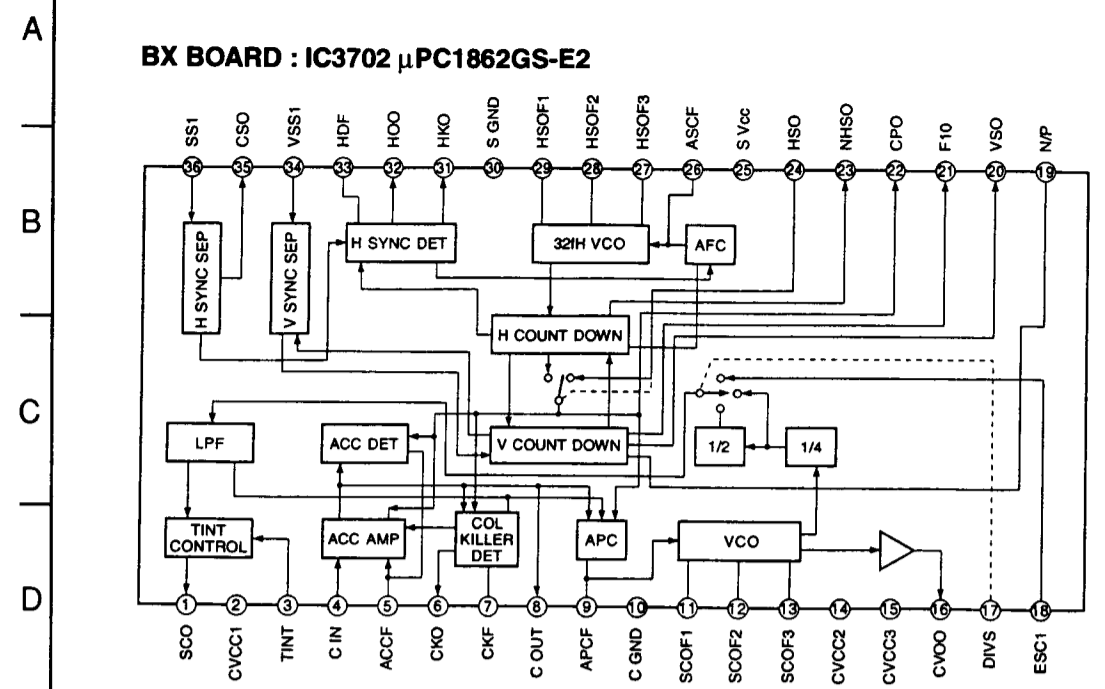 A
BX BOARD : IC3702 µPC1862GS-E2
SS1
CSO
VSS1
HDF
HOO
HKO
S GND
HSOF1
HSOF2
HSOF3
ASCF
S Vcc
HSO
NHSO
CPO
F10
VSO
N/P
36
35
34
33
32
31
30
29
28
27
26
25
24
23
22
21
20
19
B
H SYNC SEP
V SYNC SEP
H SYNC DET
32fH VCO
AFC
H COUNT DOWN
C
LPF
ACC DET
V COUNT DOWN
1/2
1/4
TINT
CONTROL
ACC AMP
COL
KILLER
DET
APC
VCO
D
1
2
3
4
5
6
7
8
9
10
11
12
13
14
15
16
17
18
SCO
CVCC1
TINT
C IN
ACCF
CKO
CKF
C OUT
APCF
C GND
SCOF1
SCOF2
SCOF3
CVCC2
CVCC3
CVOO
DIVS
ESC1